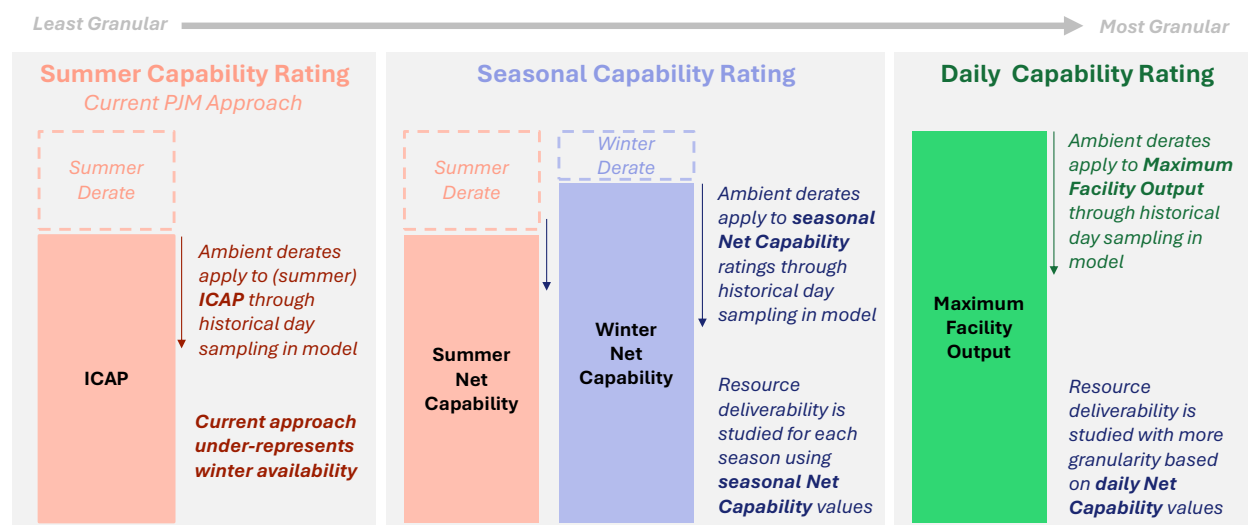 Least Granular
Most Granular
Summer Capability Rating
Current PJM Approach
Summer
Derate
ICAP
Ambient derates
apply to (summer)
ICAP through
historical day
sampling in model
Current approach
under-represents
winter availability
Seasonal Capability Rating
Summer
Derate
Winter
Derate
Summer
Net
Capability
Winter
Net
Capability
Ambient derates
apply to seasonal
Net Capability
ratings through
historical day
sampling in model
Resource
deliverability is
studied for each
season using
seasonal Net
Capability values
Daily  Capability Rating
Maximum
Facility
Output
Ambient derates
apply to Maximum
Facility Output
through historical
day sampling in
model
Resource
deliverability is
studied with more
granularity based
on daily Net
Capability values